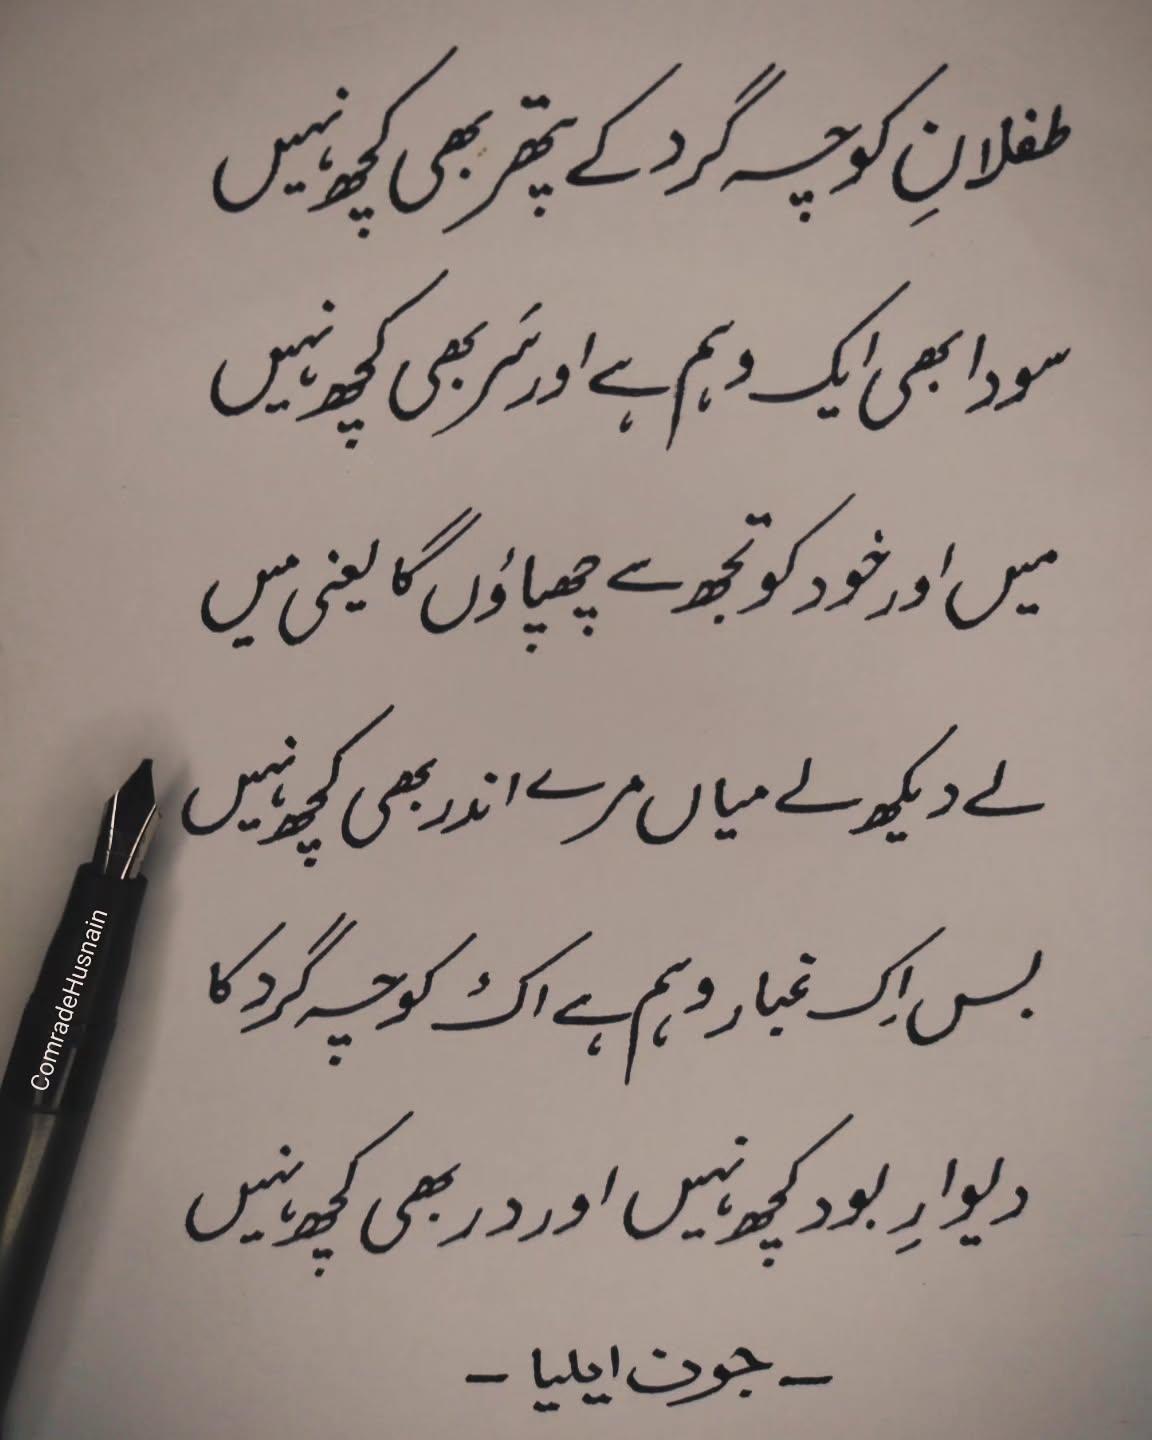 طفلانِ کوچہ گرد کے پتھر بھی کچھ نہیں
سودا بھی ایک وہم ہے اور سَر بھی کچھ نہیں
میں اور خود کو تجھ سے چھپاؤں گا یعنی میں
لے دیکھ لے میاں مرے اندر بھی کچھ نہیں
بس اِک غبار وہم ہے اک کوچہ گرد کا
دیوارِ بود کچھ نہیں اور در بھی کچھ نہیں
- جون ایلیا -
ComradeHusnain